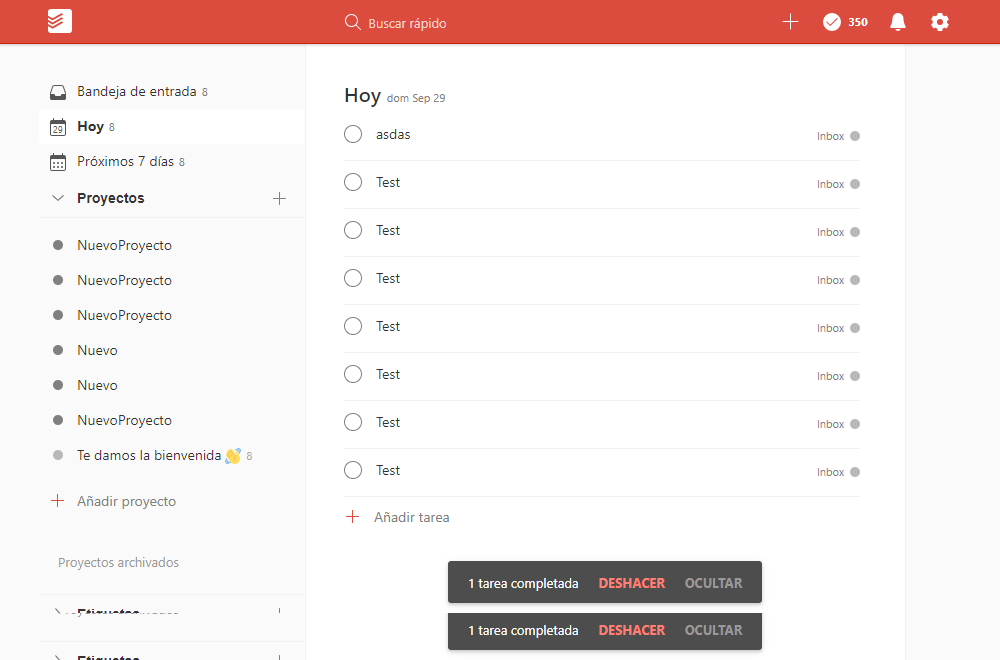 Buscar rápido
350
Bandeja de entrada 8
29
Hoy 8
Próximos 7 días 8
Proyectos
NuevoProyecto
NuevoProyecto
NuevoProyecto
Nuevo
Nuevo
NuevoProyecto
Te damos la bienvenida 👋 8
Añadir proyecto
Proyectos archivados
Etiquetas
Etiquetas
Hoy dom Sep 29
asdas Inbox
Test Inbox
Test Inbox
Test Inbox
Test Inbox
Test Inbox
Test Inbox
Test Inbox
Añadir tarea
1 tarea completada DESHACER OCULTAR
1 tarea completada DESHACER OCULTAR